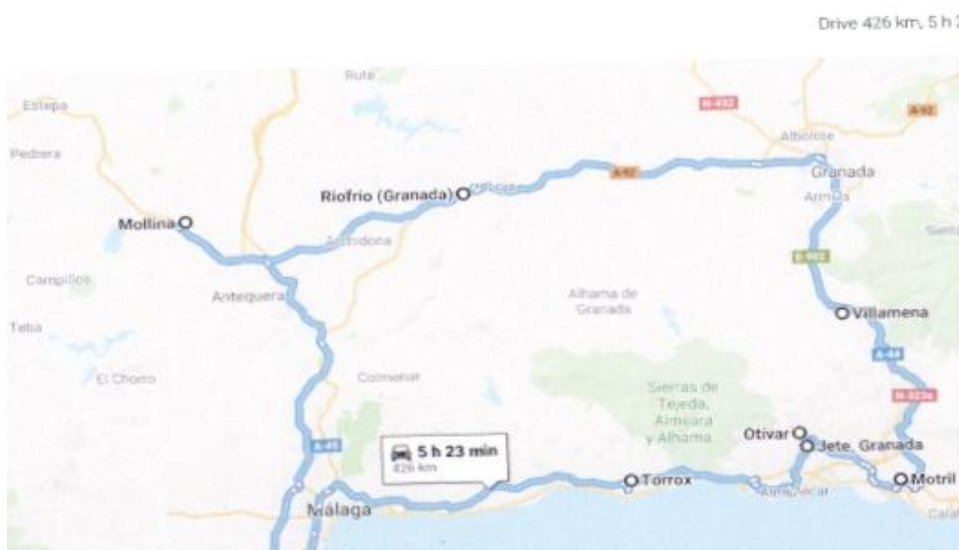 Drive 426 km, 5 h 2
Rute
Estepa
N-432
A-92
Albolote
Pedrera
A-92
Granada
Riofrio (Granada)
Armilla
Mollina
Archidona
E-902
Campillos
Antequera
Alhama de
Granada
Villamena
Teba
A-44
El Chorro
Colmenar
Sierras de
Tejeda,
Almijara
y Alhama
N-323a
Otívar
Jete, Granada
A-45
5 h 23 min
426 km
Torrox
Almuñécar
Motril
Málaga